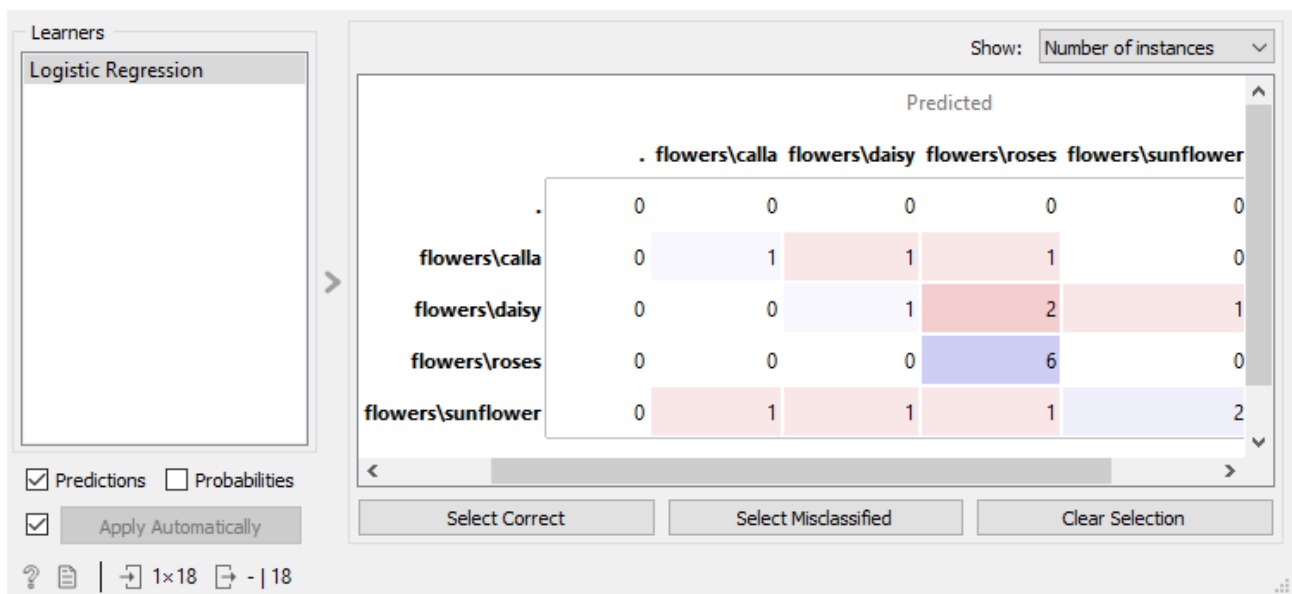 Learners
Logistic Regression
Show: Number of instances
Predicted
. flowers\calla flowers\daisy flowers\roses flowers\sunflower
. 0 0 0 0 0
flowers\calla 0 1 1 1 0
flowers\daisy 0 0 1 2 1
flowers\roses 0 0 0 6 0
flowers\sunflower 0 1 1 1 2
Predictions Probabilities
Apply Automatically
Select Correct Select Misclassified Clear Selection
? 1×18 - | 18